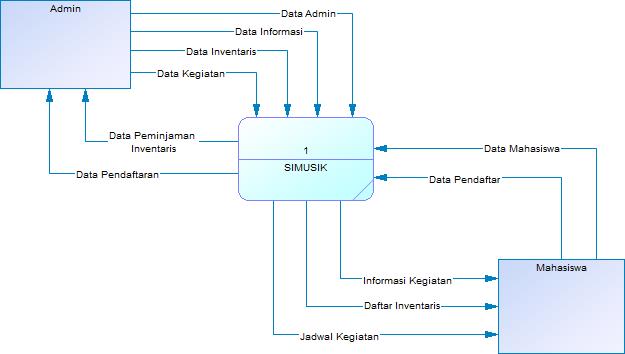 Admin
Data Admin
Data Informasi
Data Inventaris
Data Kegiatan
Data Peminjaman
Inventaris
Data Pendaftaran
1
SIMUSIK
Data Mahasiswa
Data Pendaftar
Mahasiswa
Informasi Kegiatan
Daftar Inventaris
Jadwal Kegiatan